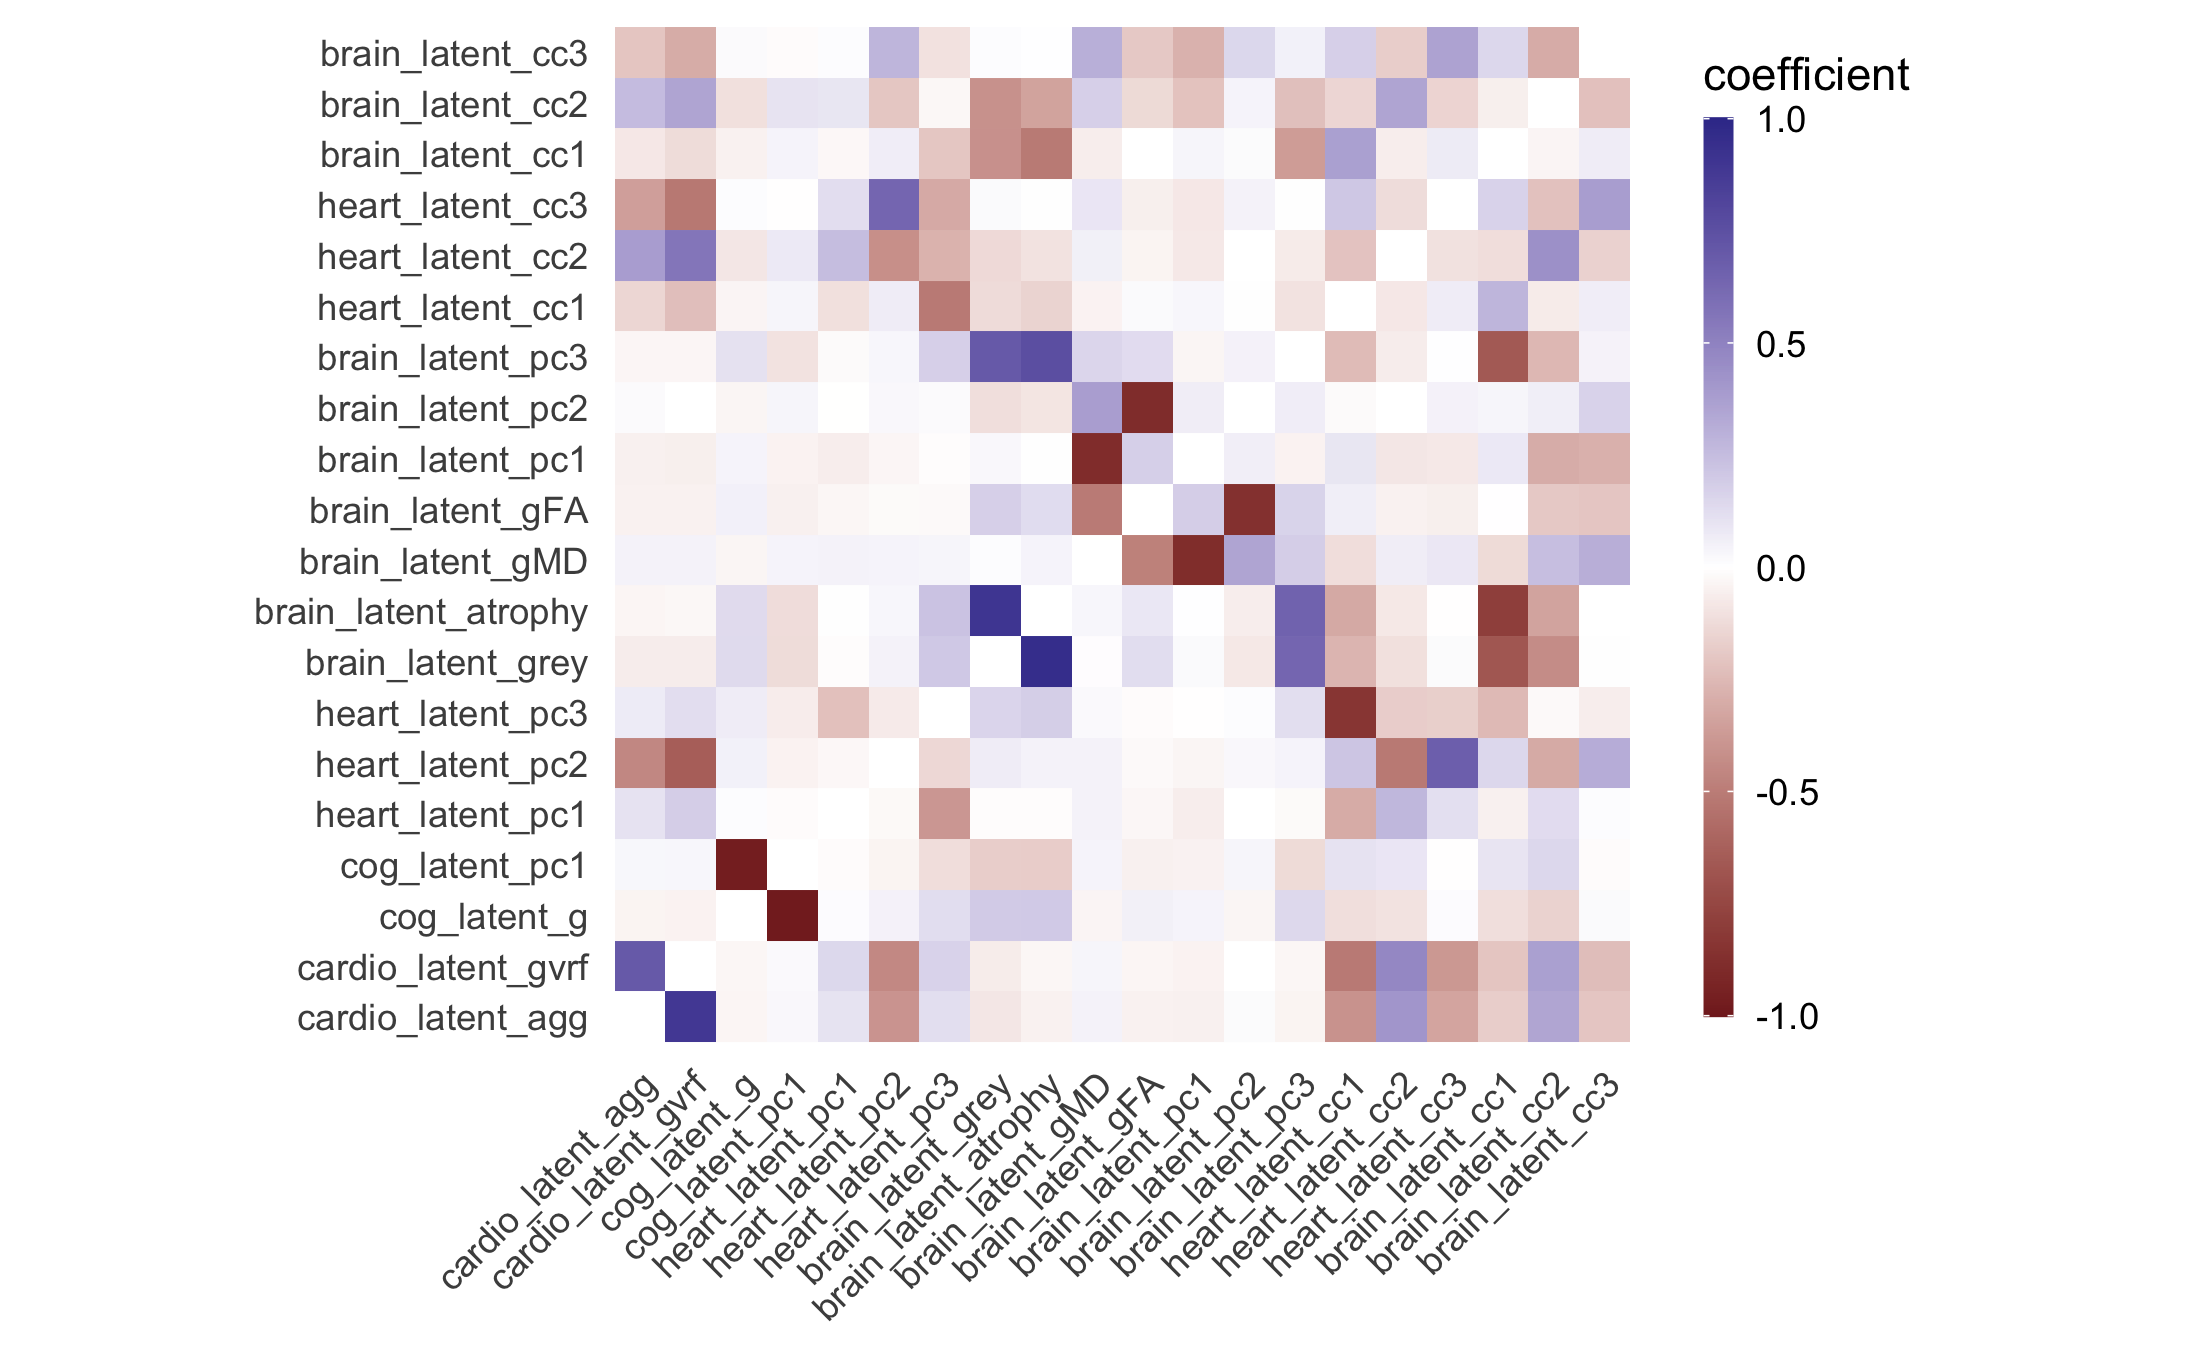 brain_latent_cc3
brain_latent_cc2
brain_latent_cc1
heart_latent_cc3
heart_latent_cc2
heart_latent_cc1
brain_latent_pc3
brain_latent_pc2
brain_latent_pc1
brain_latent_gFA
brain_latent_gMD
brain_latent_atrophy
brain_latent_grey
heart_latent_pc3
heart_latent_pc2
heart_latent_pc1
cog_latent_pc1
cog_latent_g
cardio_latent_gvrf
cardio_latent_agg
cardio_latent_agg
cardio_latent_gvrf
cog_latent_g
cog_latent_pc1
heart_latent_pc1
heart_latent_pc2
heart_latent_pc3
brain_latent_grey
brain_latent_atrophy
brain_latent_gMD
brain_latent_gFA
brain_latent_pc1
brain_latent_pc2
brain_latent_pc3
heart_latent_cc1
heart_latent_cc2
heart_latent_cc3
brain_latent_cc1
brain_latent_cc2
brain_latent_cc3
coefficient
1.0
0.5
0.0
-0.5
-1.0